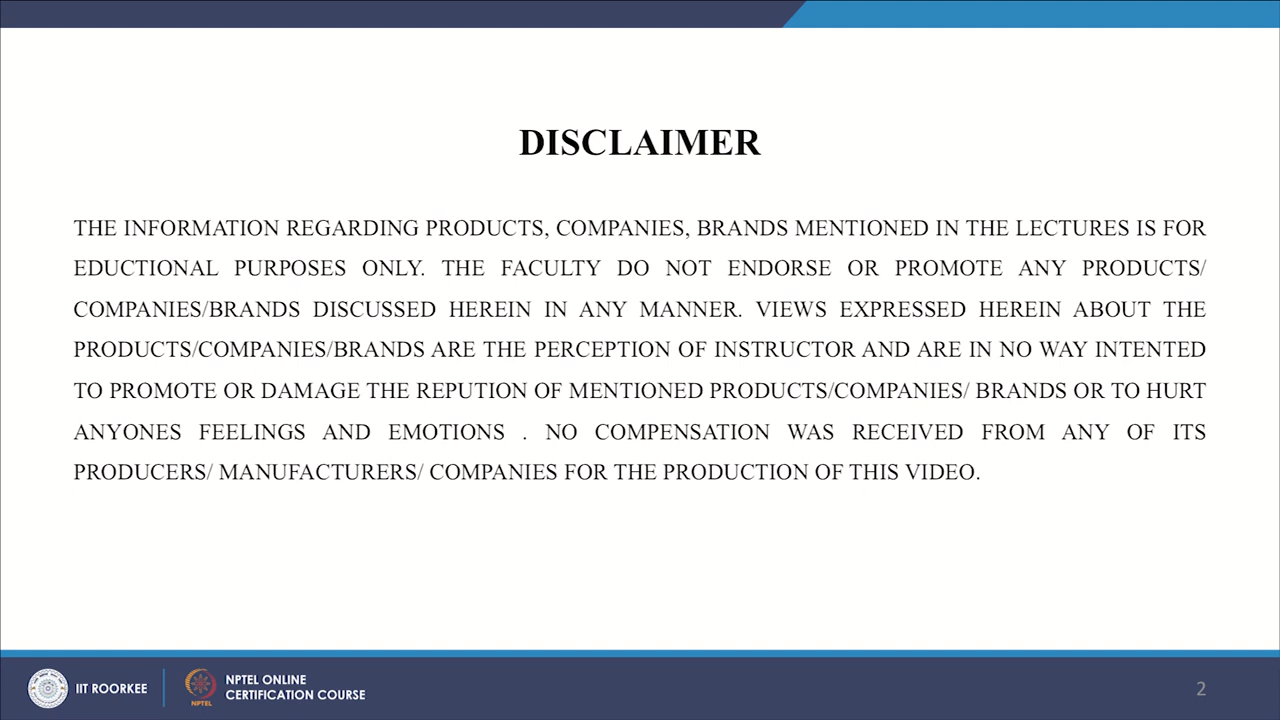 DISCLAIMER
THE INFORMATION REGARDING PRODUCTS, COMPANIES, BRANDS MENTIONED IN THE LECTURES IS FOR
EDUCTIONAL PURPOSES ONLY. THE FACULTY DO NOT ENDORSE OR PROMOTE ANY PRODUCTS/
COMPANIES/BRANDS DISCUSSED HEREIN IN ANY MANNER. VIEWS EXPRESSED HEREIN ABOUT THE
PRODUCTS/COMPANIES/BRANDS ARE THE PERCEPTION OF INSTRUCTOR AND ARE IN NO WAY INTENTED
TO PROMOTE OR DAMAGE THE REPUTION OF MENTIONED PRODUCTS/COMPANIES/ BRANDS OR TO HURT
ANYONES FEELINGS AND EMOTIONS . NO COMPENSATION WAS RECEIVED FROM ANY OF ITS
PRODUCERS/ MANUFACTURERS/ COMPANIES FOR THE PRODUCTION OF THIS VIDEO.
IIT ROORKEE
NPTEL
NPTEL ONLINE
CERTIFICATION COURSE
2